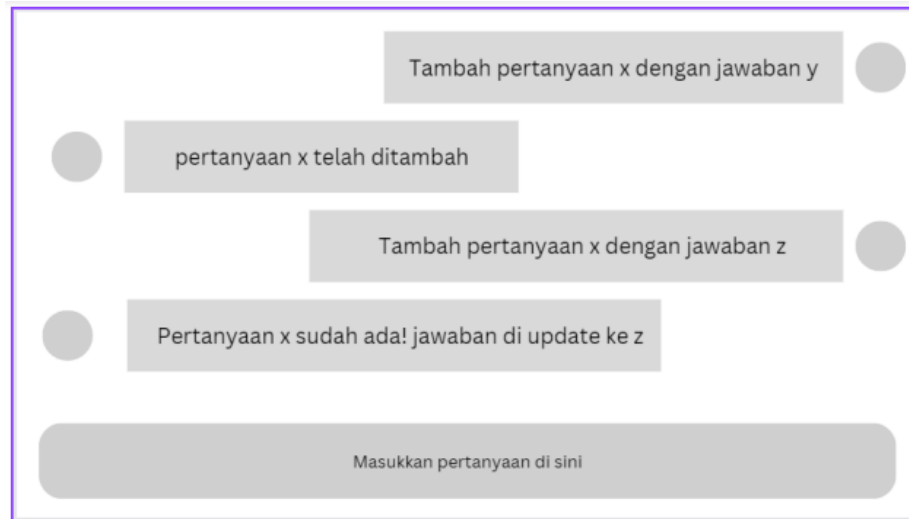 Tambah pertanyaan x dengan jawaban y
pertanyaan x telah ditambah
Tambah pertanyaan x dengan jawaban z
Pertanyaan x sudah ada! jawaban di update ke z
Masukkan pertanyaan di sini